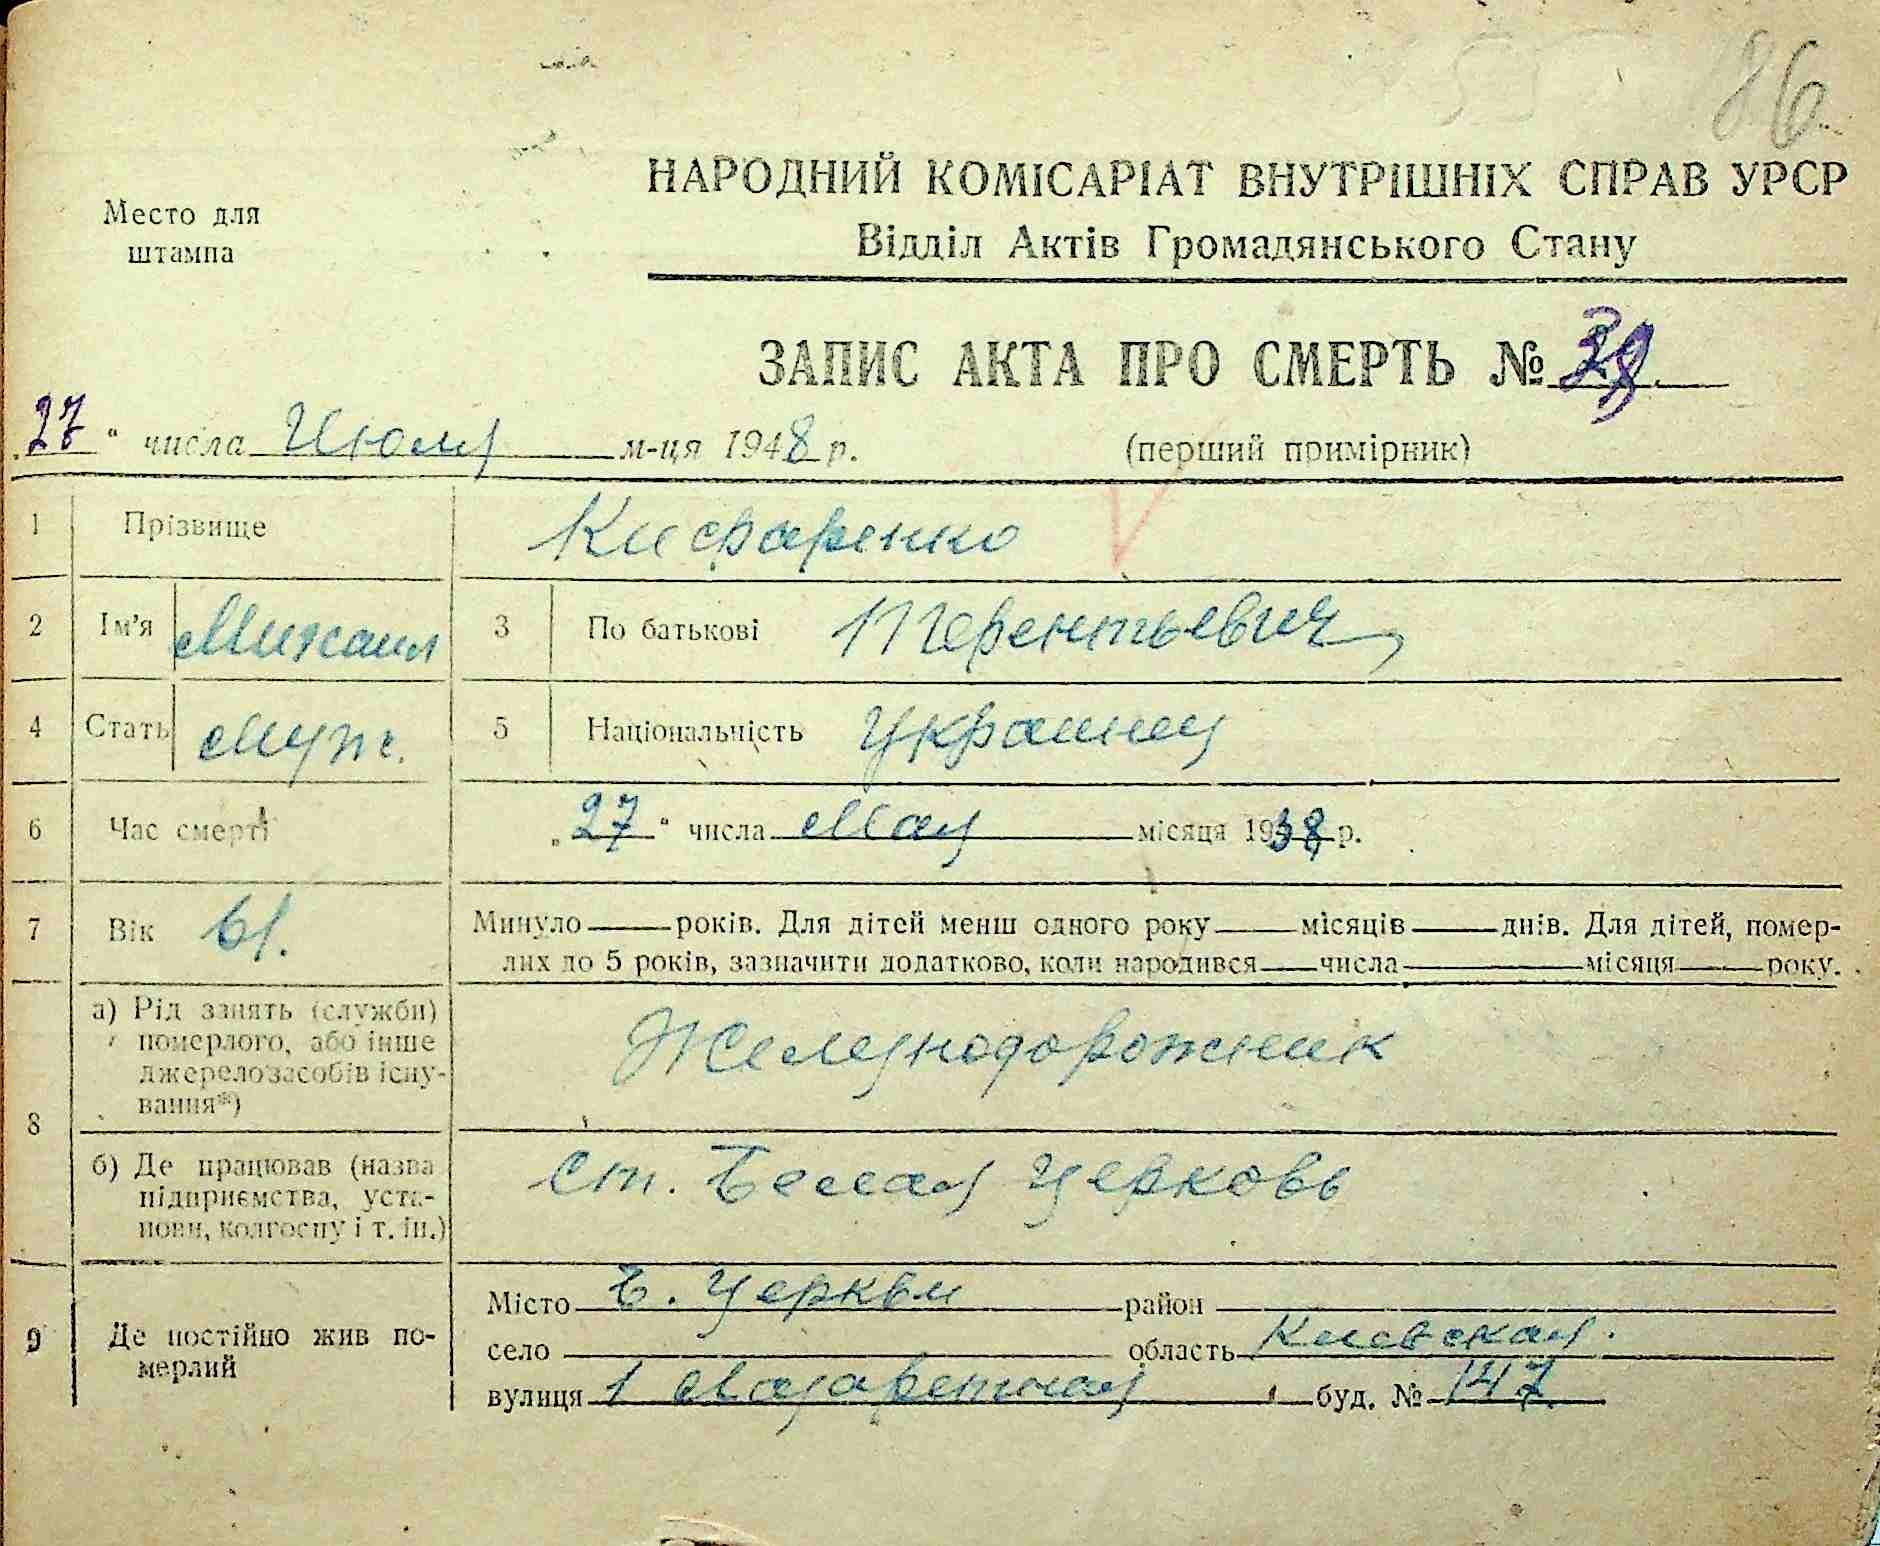 86
Место для
штампа
НАРОДНИЙ КОМІСАРІАТ ВНУТРІШНІХ СПРАВ УРСР
Відділ Актів Громадянського Стану
ЗАПИС АКТА ПРО СМЕРТЬ №
„27“ числа Июля м-ця 1948 р. (перший примірник)
1 Прізвище Кифаренко
2 Ім'я Михаил 3 По батькові Терентьевич
4 Стать Муж. 5 Національність Украинец
6 Час смерті „27“ числа Мая місяця 1938 р.
7 Вік 61. Минуло років. Для дітей менш одного року місяців днів. Для дітей, помер-
лих до 5 років, зазначити додатково, коли народився числа місяця року.
8 а) Рід занять (служби)
померлого, або інше
джерело засобів існу-
вання*)
Железнодорожник
б) Де працював (назва
підприємства, уста-
нови, колгоспу і т. ін.)
ст. Белая Церковь
9 Де постійно жив по-
мерлий
Місто Б. Церкви район
село область Киевская.
вулиця 1 Лазаретная буд. № 147